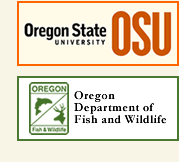 Oregon State
UNIVERSITY
OSU
OREGON
Fish & Wildlife
Oregon
Department of
Fish and Wildlife